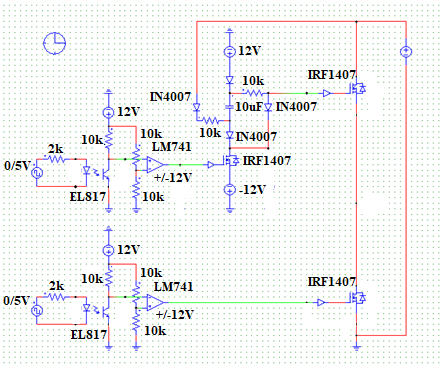 12V
IRF1407
10k
IN4007
10uF
IN4007
12V
10k
10k
10k
IN4007
2k
LM741
IRF1407
0/5V
+/-12V
-12V
10k
EL817
12V
10k
10k
IRF1407
2k
LM741
0/5V
+/-12V
10k
EL817